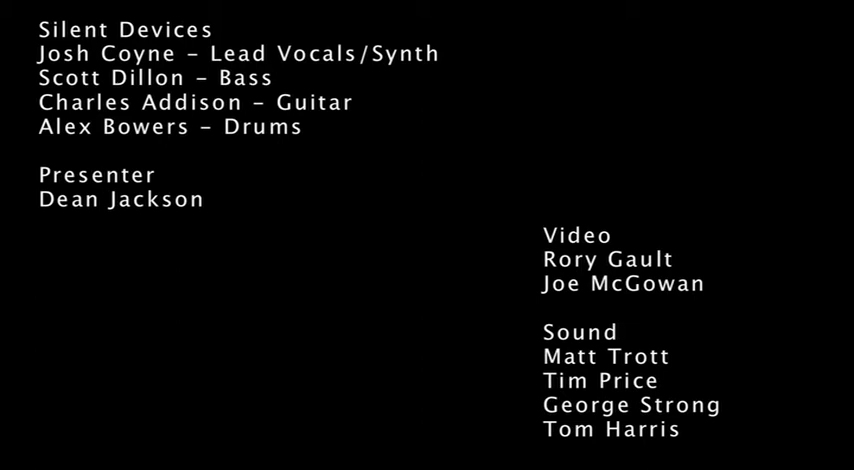 Silent Devices
Josh Coyne – Lead Vocals/Synth
Scott Dillon – Bass
Charles Addison – Guitar
Alex Bowers – Drums
Presenter
Dean Jackson
Video
Rory Gault
Joe McGowan
Sound
Matt Trott
Tim Price
George Strong
Tom Harris